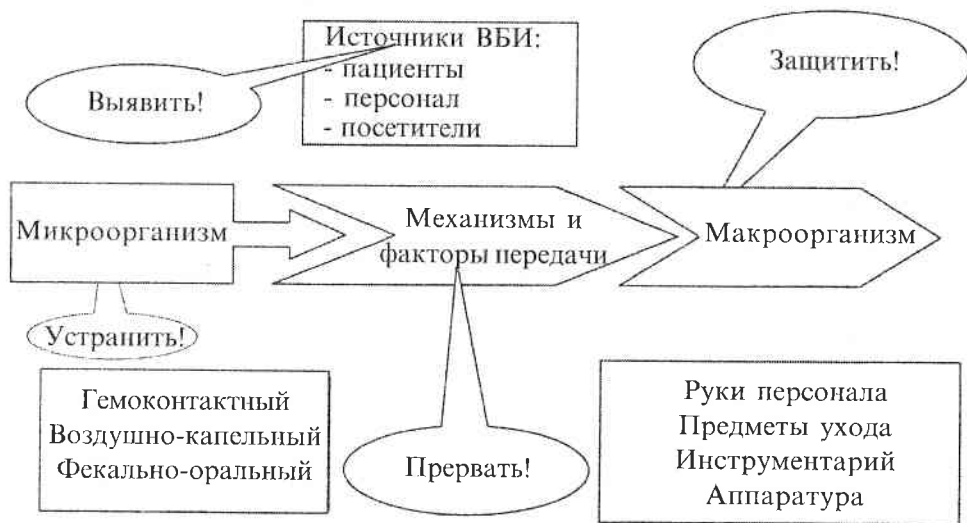 Источники ВБИ:
- пациенты
- персонал
- посетители
Выявить!
Защитить!
Микроорганизм
Механизмы и
факторы передачи
Макроорганизм
Устранить!
Гемоконтактный
Воздушно-капельный
Фекально-оральный
Прервать!
Руки персонала
Предметы ухода
Инструментарий
Аппаратура